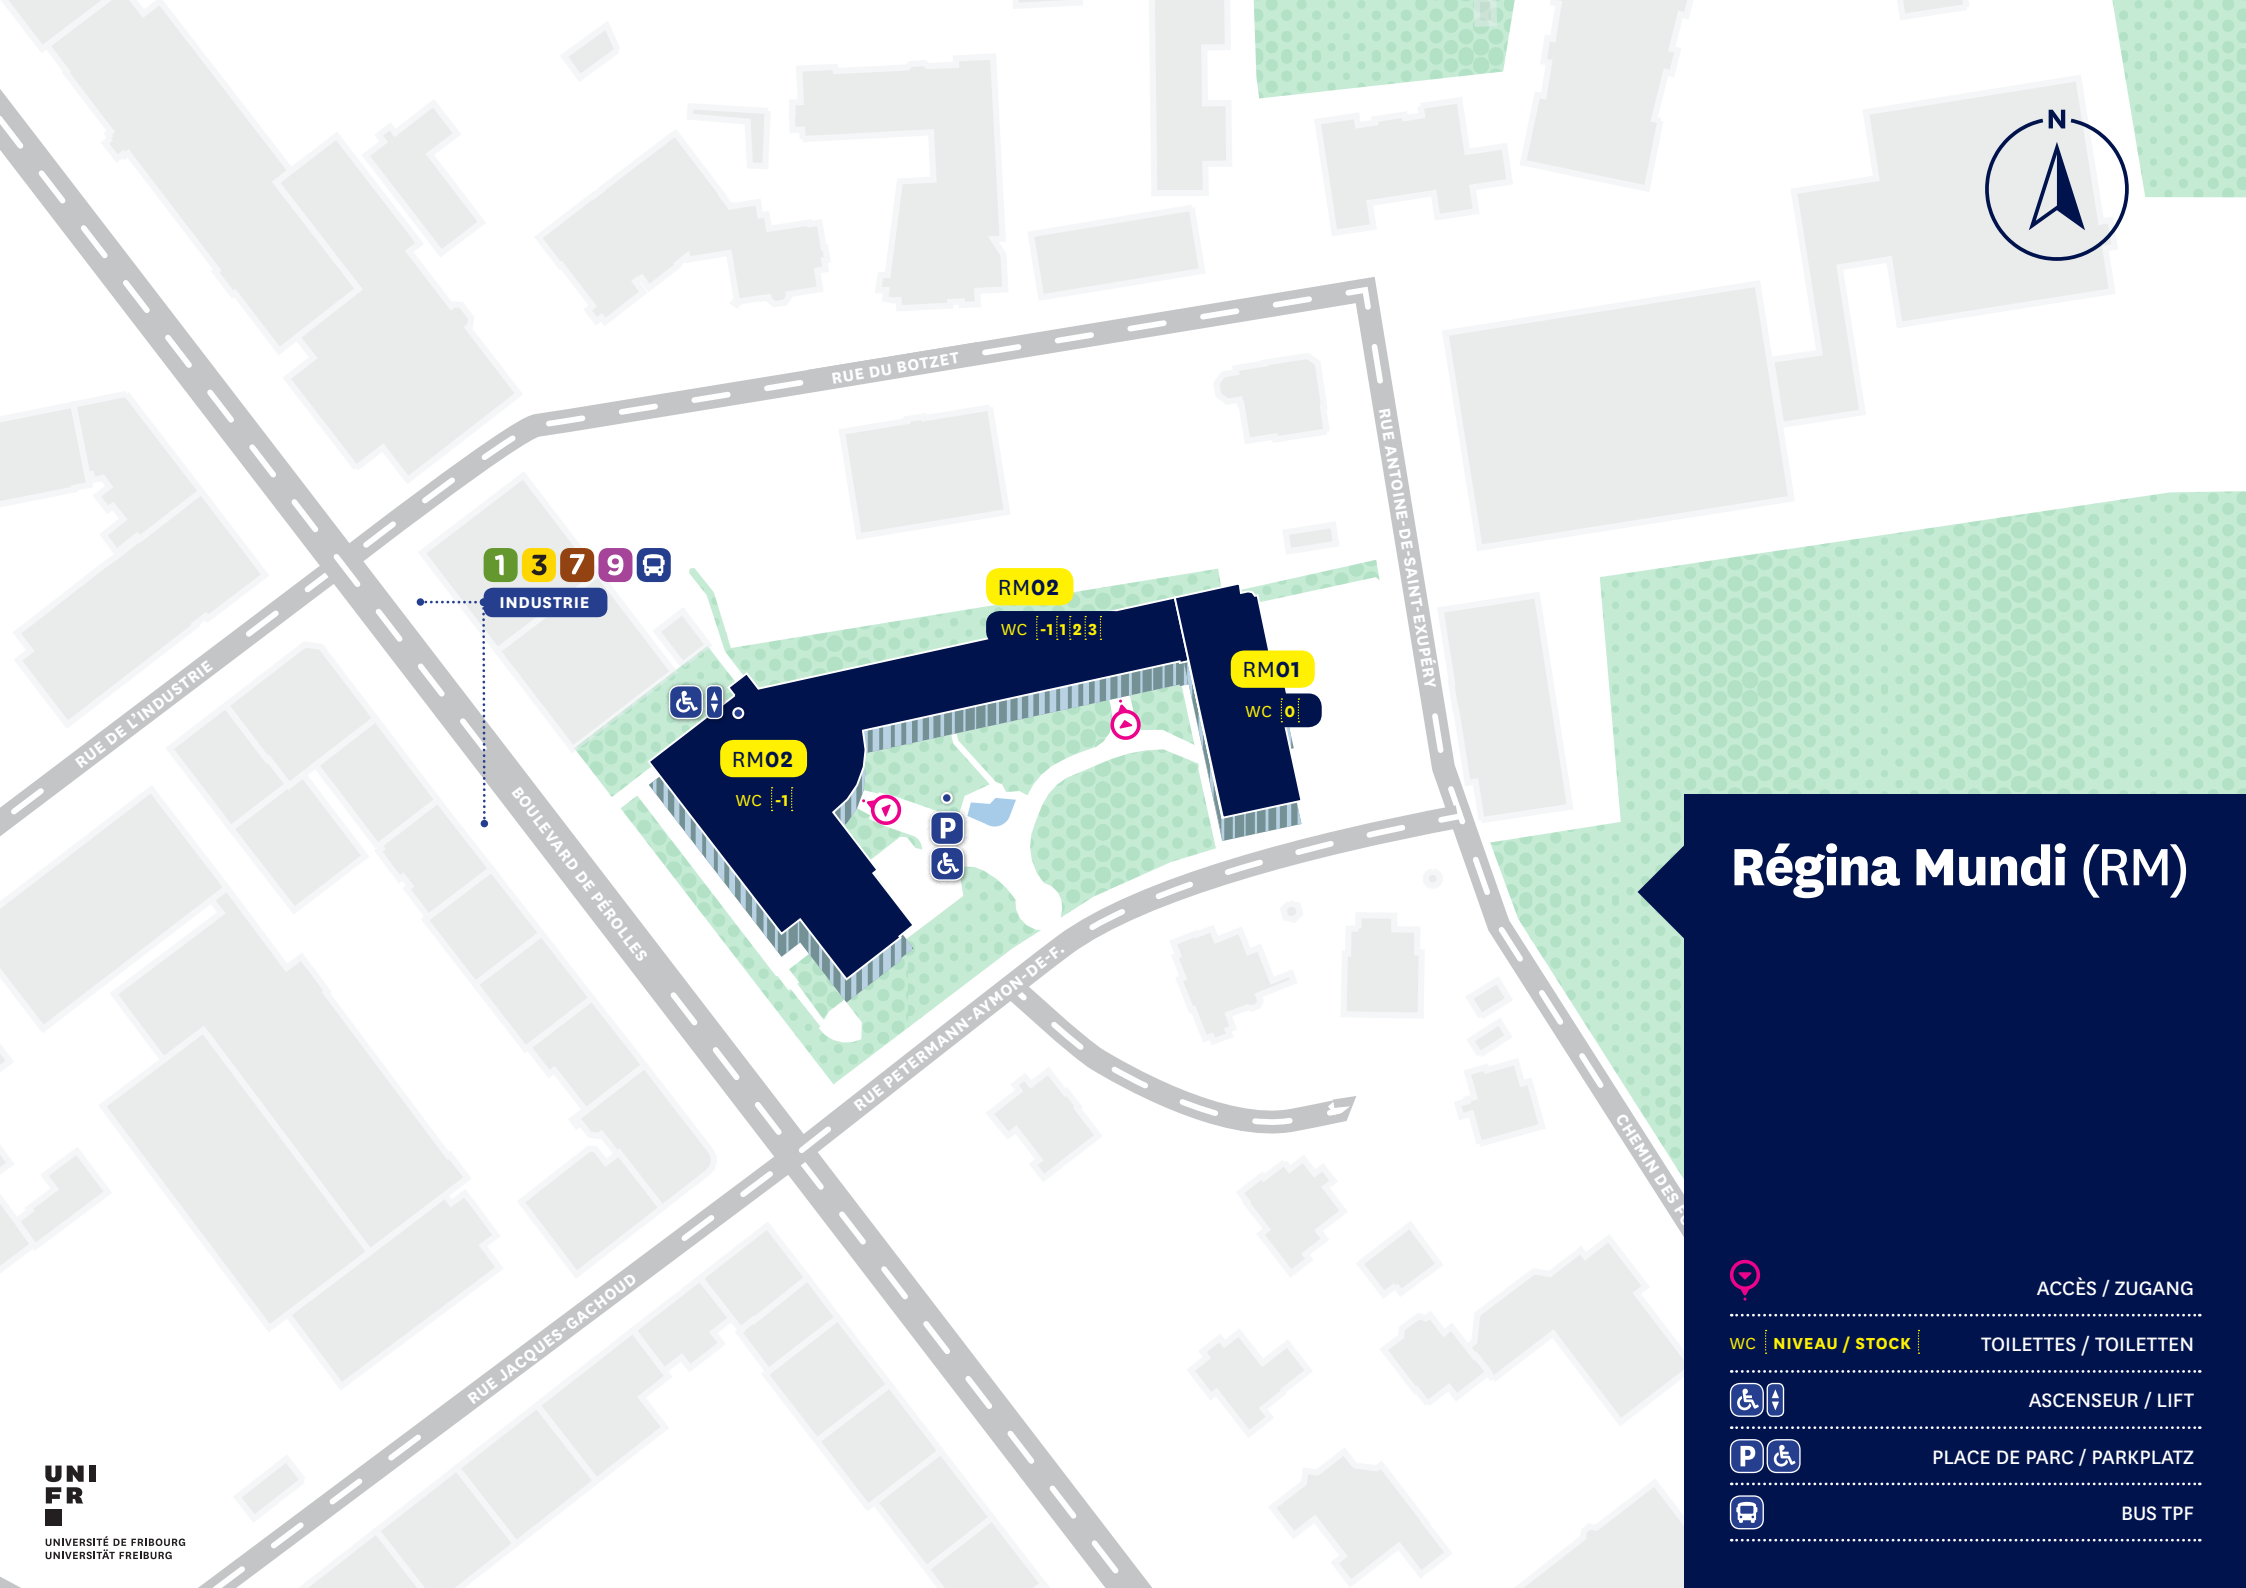 N
RUE DU BOTZET
RUE ANTOINE-DE-SAINT-EXUPÉRY
1 3 7 9
INDUSTRIE
RM02
WC -1 1 2 3
RM01
WC 0
RM02
WC -1
P
RUE DE L'INDUSTRIE
BOULEVARD DE PÉROLLES
RUE PETERMANN-AYMON-DE-F.
RUE JACQUES-GACHOUD
CHEMIN DES
Régina Mundi (RM)
ACCÈS / ZUGANG
WC NIVEAU / STOCK TOILETTES / TOILETTEN
ASCENSEUR / LIFT
P PLACE DE PARC / PARKPLATZ
BUS TPF
UNI
FR
UNIVERSITÉ DE FRIBOURG
UNIVERSITÄT FREIBURG